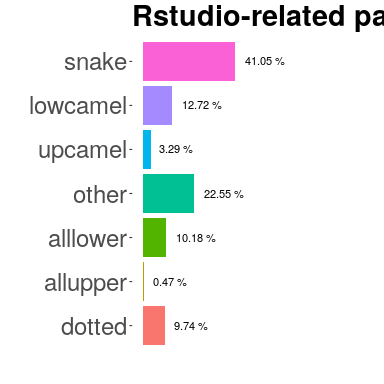 Rstudio-related pa
snake 41.05 %
lowcamel 12.72 %
upcamel 3.29 %
other 22.55 %
alllower 10.18 %
allupper 0.47 %
dotted 9.74 %